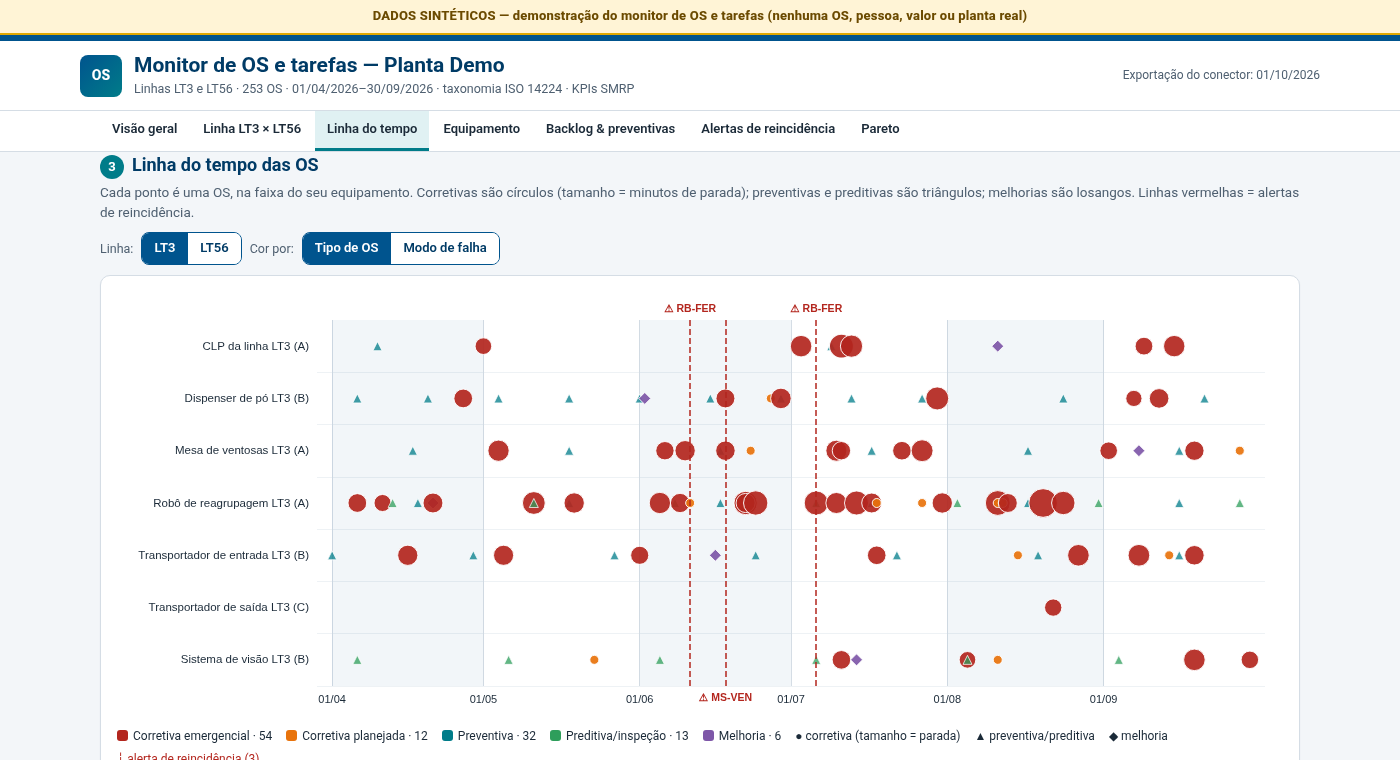 DADOS SINTÉTICOS — demonstração do monitor de OS e tarefas (nenhuma OS, pessoa, valor ou planta real)
OS
Monitor de OS e tarefas — Planta Demo
Linhas LT3 e LT56 · 253 OS · 01/04/2026–30/09/2026 · taxonomia ISO 14224 · KPIs SMRP
Exportação do conector: 01/10/2026
Visão geral
Linha LT3 × LT56
Linha do tempo
Equipamento
Backlog & preventivas
Alertas de reincidência
Pareto
3 Linha do tempo das OS
Cada ponto é uma OS, na faixa do seu equipamento. Corretivas são círculos (tamanho = minutos de parada); preventivas e preditivas são triângulos; melhorias são losangos. Linhas vermelhas = alertas
de reincidência.
Linha: LT3 LT56 Cor por: Tipo de OS Modo de falha
⚠ RB-FER ⚠ RB-FER
CLP da linha LT3 (A)
Dispenser de pó LT3 (B)
Mesa de ventosas LT3 (A)
Robô de reagrupagem LT3 (A)
Transportador de entrada LT3 (B)
Transportador de saída LT3 (C)
Sistema de visão LT3 (B)
01/04 01/05 01/06 ⚠ MS-VEN 01/07 01/08 01/09
Corretiva emergencial · 54 Corretiva planejada · 12 Preventiva · 32 Preditiva/inspeção · 13 Melhoria · 6 ● corretiva (tamanho = parada) ▲ preventiva/preditiva ◆ melhoria
┆ alerta de reincidência (3)